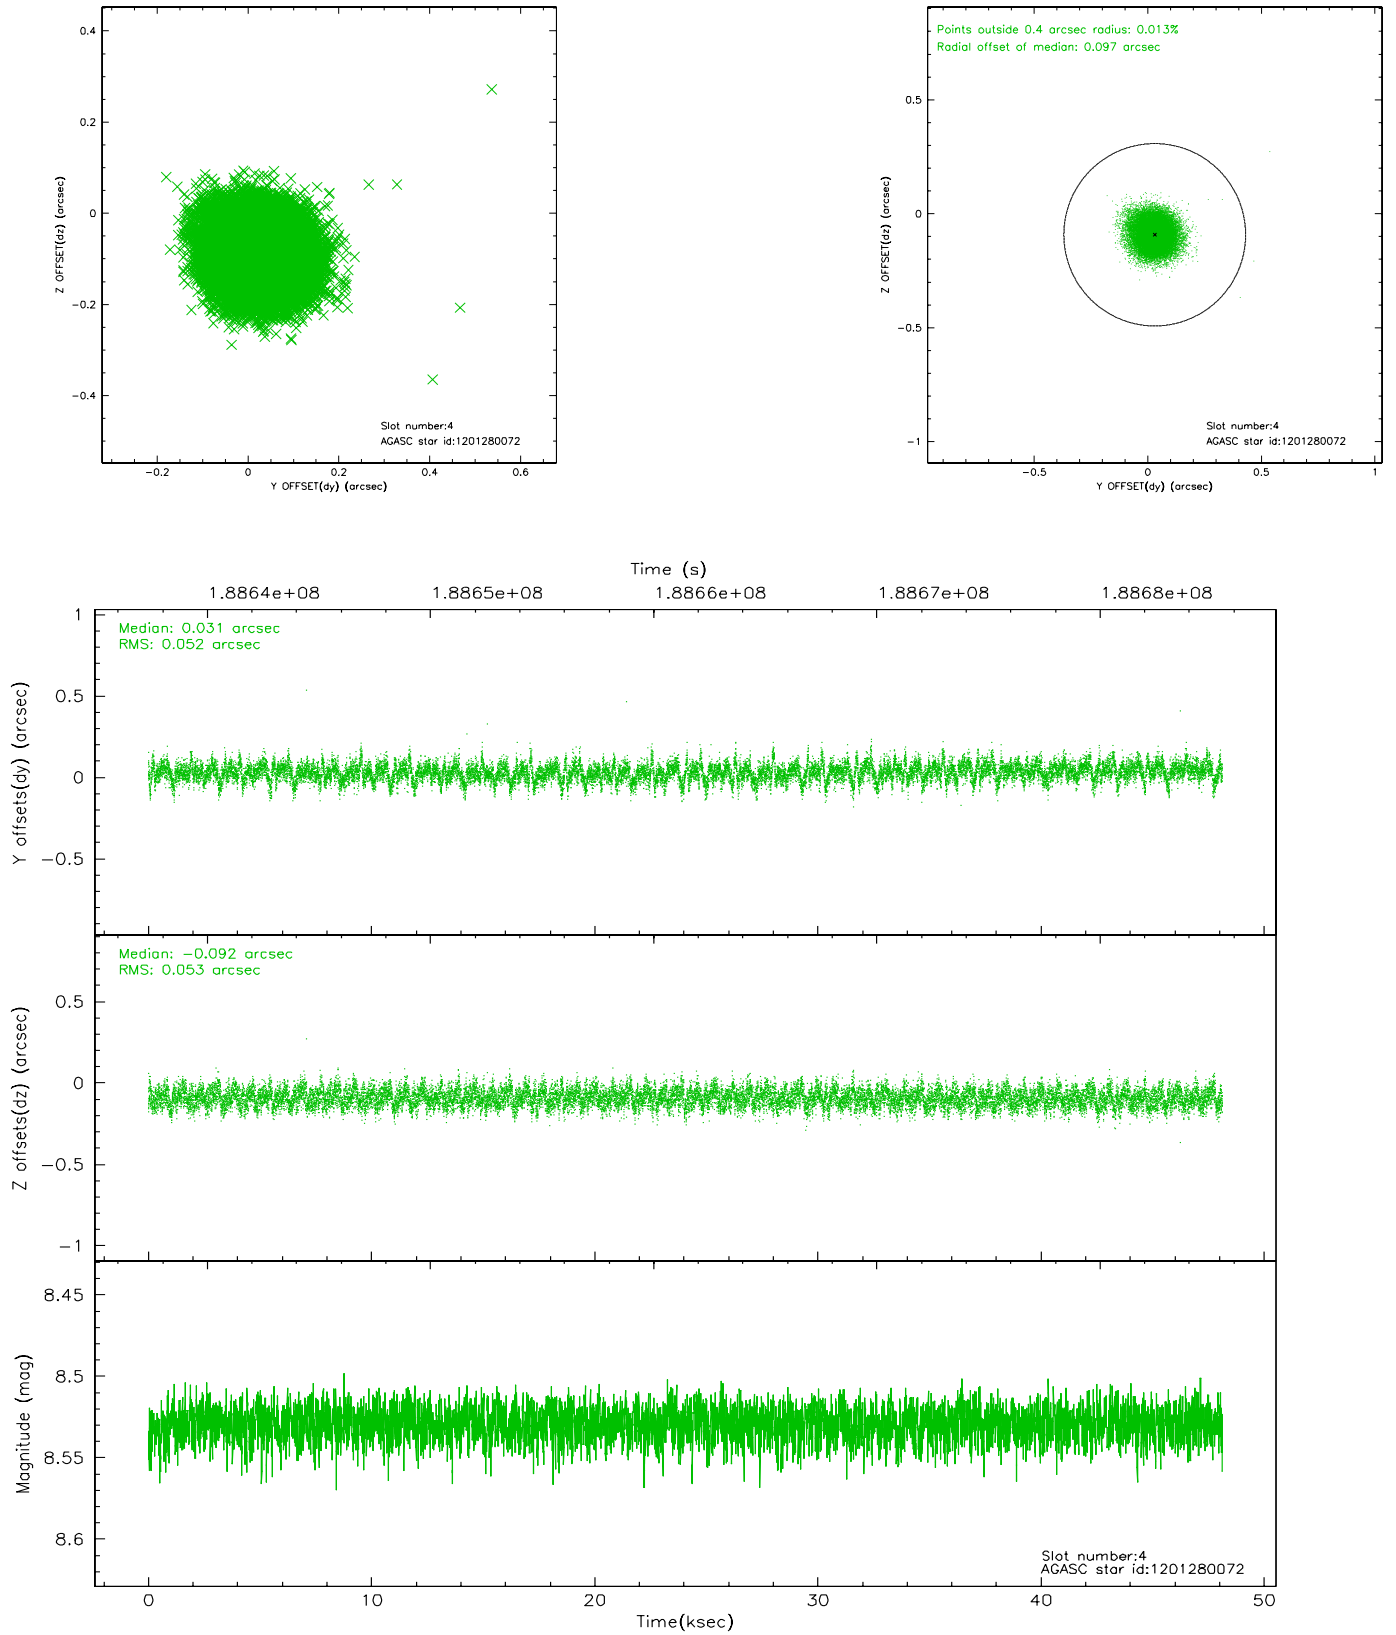 0.4
0.2
0
−0.2
−0.4
Z OFFSET(dz) (arcsec)
Slot number:4
AGASC star id:1201280072
−0.2 0 0.2 0.4 0.6
Y OFFSET(dy) (arcsec)
Points outside 0.4 arcsec radius: 0.013%
Radial offset of median: 0.097 arcsec
0.5
0
−0.5
−1
Z OFFSET(dz) (arcsec)
Slot number:4
AGASC star id:1201280072
−0.5 0 0.5 1
Y OFFSET(dy) (arcsec)
Time (s)
1.8864e+08 1.8865e+08 1.8866e+08 1.8867e+08 1.8868e+08
Median: 0.031 arcsec
RMS: 0.052 arcsec
1
0.5
0
−0.5
Y offsets(dy) (arcsec)
Median: −0.092 arcsec
RMS: 0.053 arcsec
0.5
0
−0.5
−1
Z offsets(dz) (arcsec)
8.45
8.5
8.55
8.6
Magnitude (mag)
Slot number:4
AGASC star id:1201280072
0 10 20 30 40 50
Time(ksec)